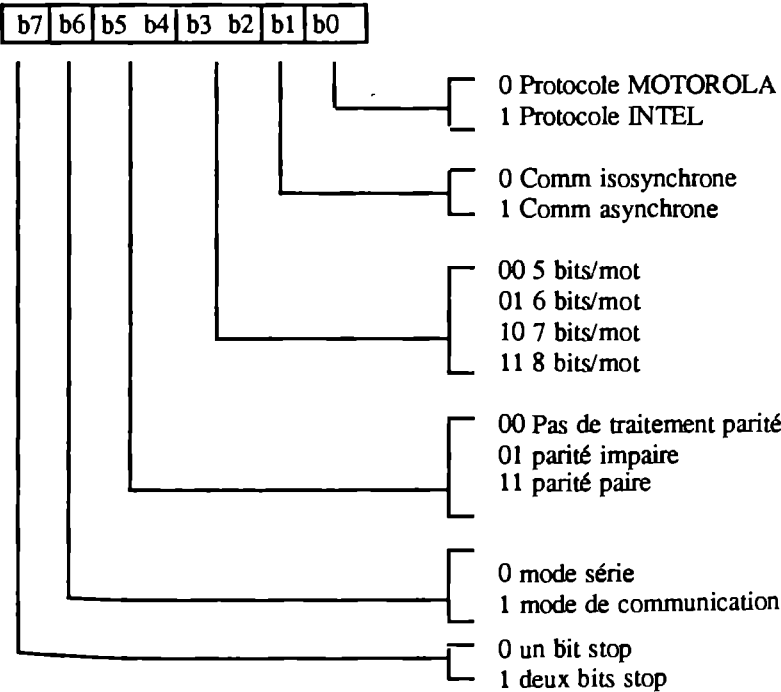 b7 b6 b5 b4 b3 b2 b1 b0
0 Protocole MOTOROLA
1 Protocole INTEL
0 Comm isosynchrone
1 Comm asynchrone
00 5 bits/mot
01 6 bits/mot
10 7 bits/mot
11 8 bits/mot
00 Pas de traitement parité
01 parité impaire
11 parité paire
0 mode série
1 mode de communication
0 un bit stop
1 deux bits stop